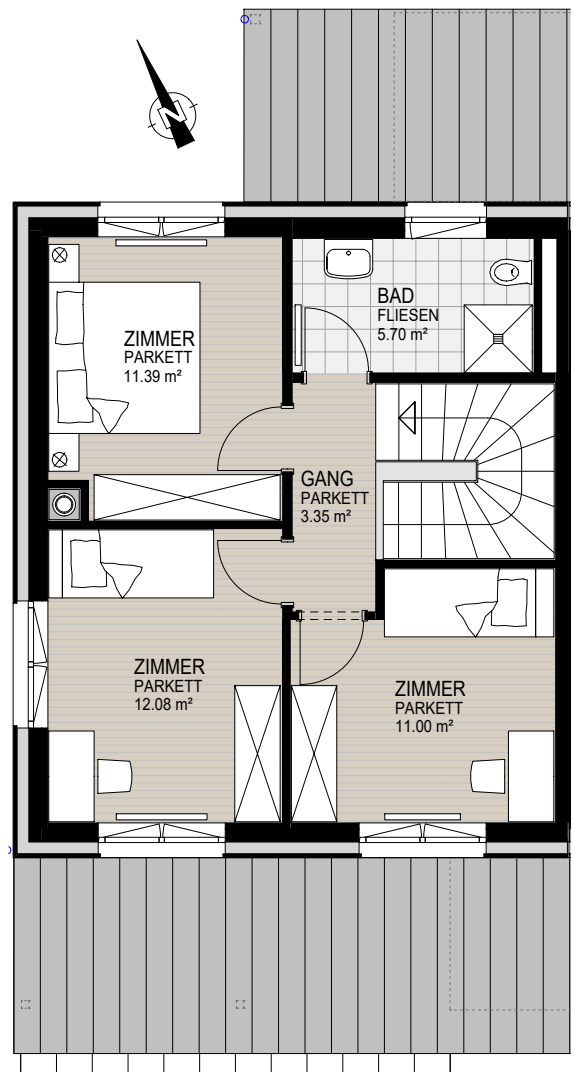 N
BAD
FLIESEN
5.70 m²
ZIMMER
PARKETT
11.39 m²
GANG
PARKETT
3.35 m²
ZIMMER
PARKETT
12.08 m²
ZIMMER
PARKETT
11.00 m²